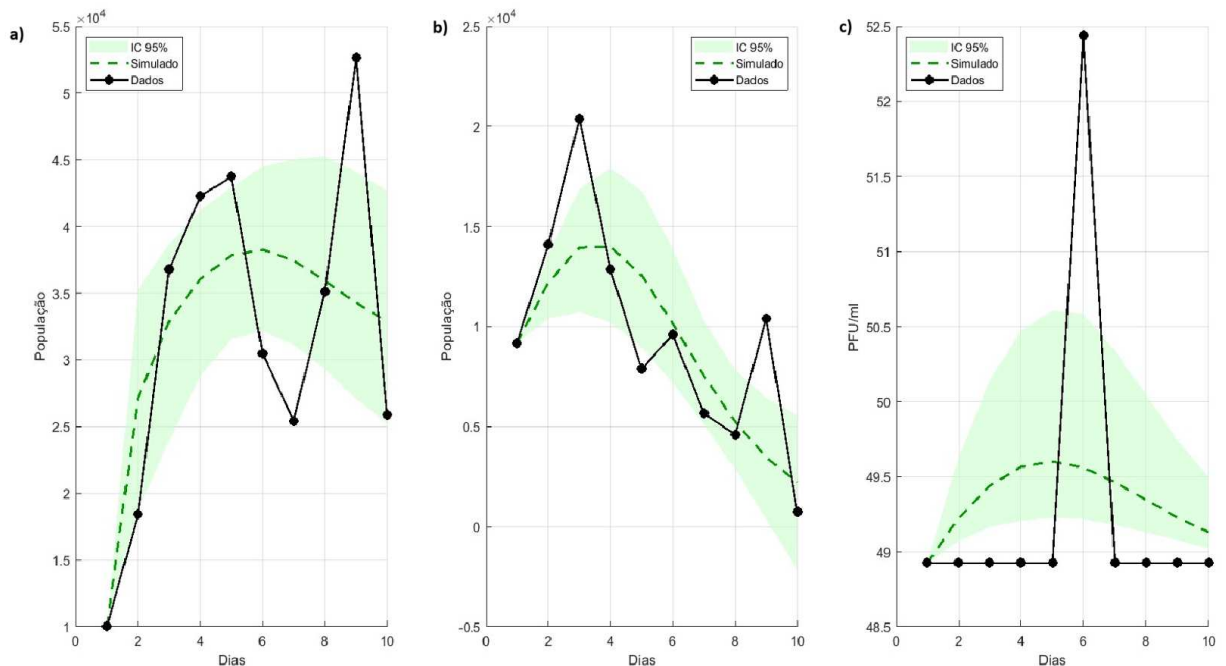 a)
×10⁴
IC 95%
Simulado
Dados
5.5
5
4.5
4
3.5
3
2.5
2
1.5
1
População
0 2 4 6 8 10
Dias
b)
×10⁴
IC 95%
Simulado
Dados
2.5
2
1.5
1
0.5
0
-0.5
População
0 2 4 6 8 10
Dias
c)
IC 95%
Simulado
Dados
52.5
52
51.5
51
50.5
50
49.5
49
48.5
PFU/ml
0 2 4 6 8 10
Dias